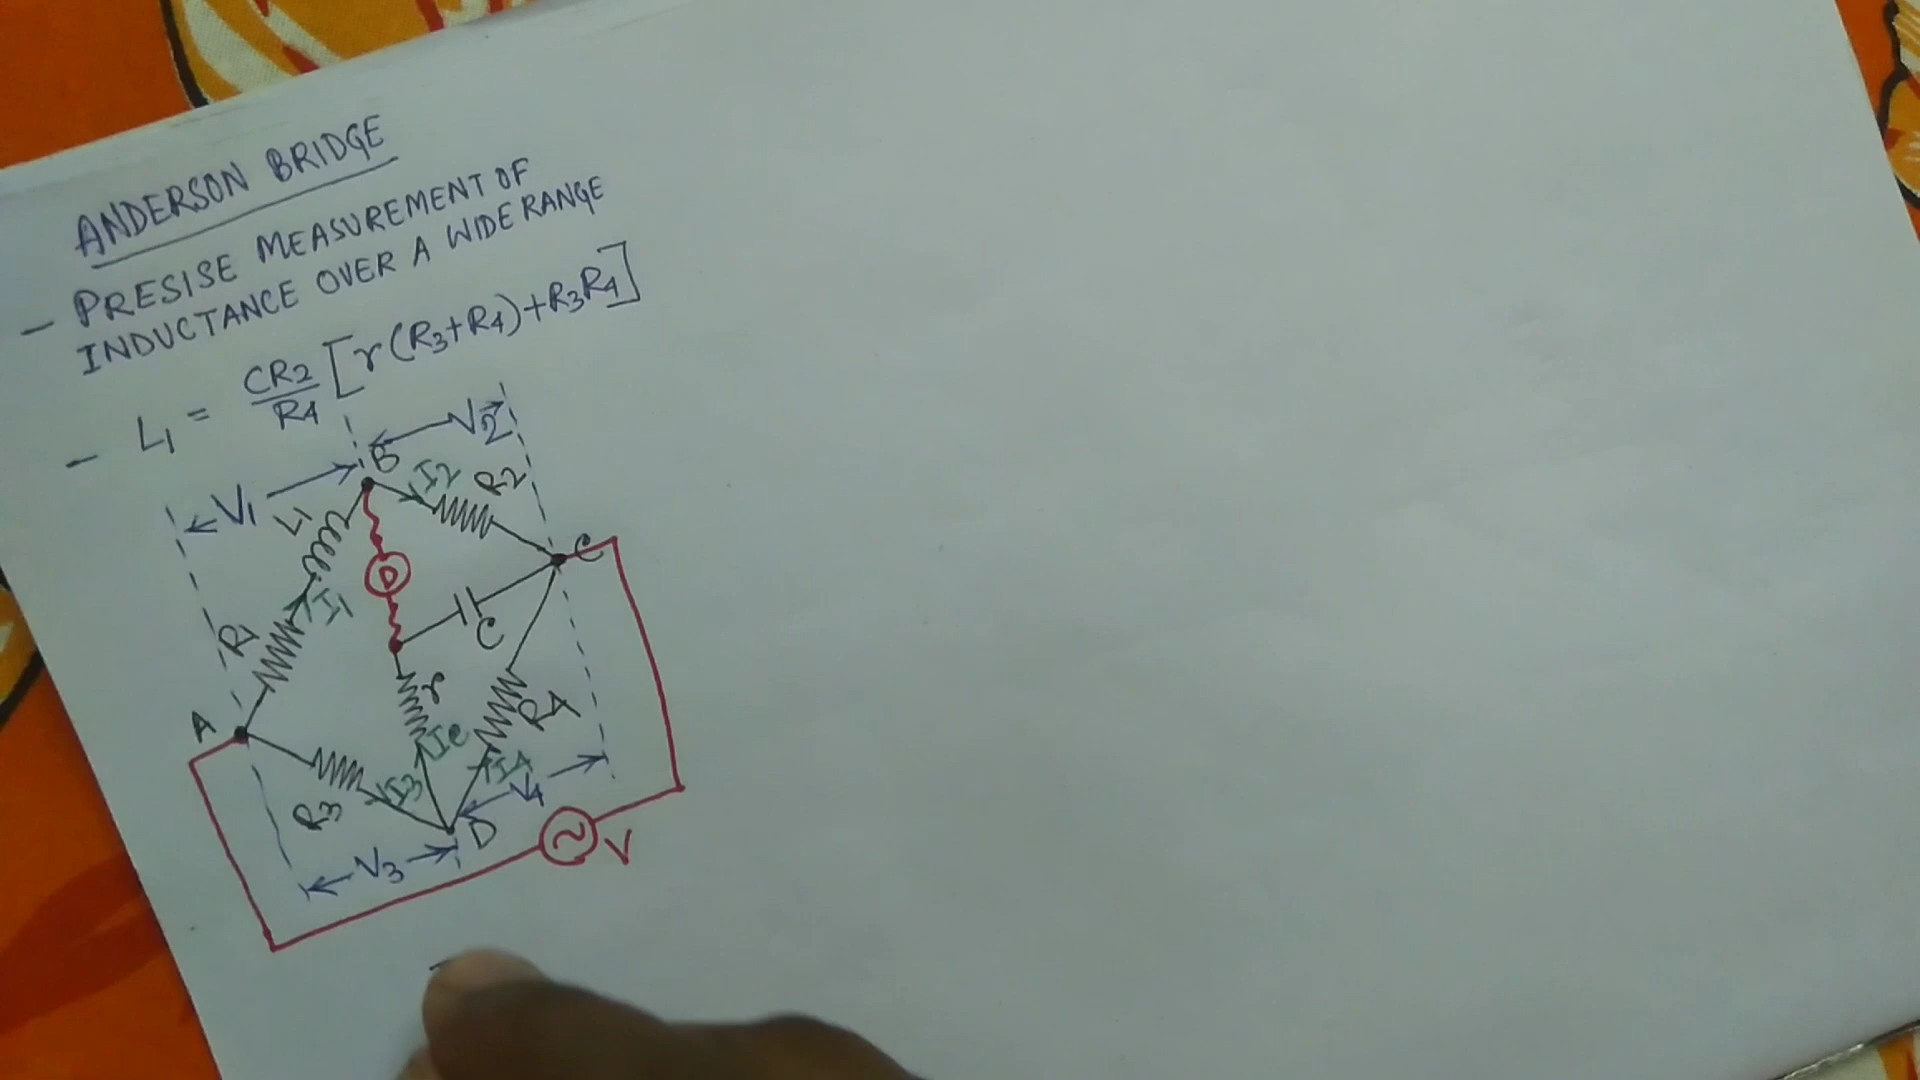 ANDERSON BRIDGE
- PRESISE MEASUREMENT OF
INDUCTANCE OVER A WIDE RANGE
- L1 = CR2/R4 [r(R3+R4)+R3R4]
V2
B
V1
I2
R2
L1
C
D
I1
R1
C
r
R4
A
Ie
I3
I4
R3
V4
D
V3
V